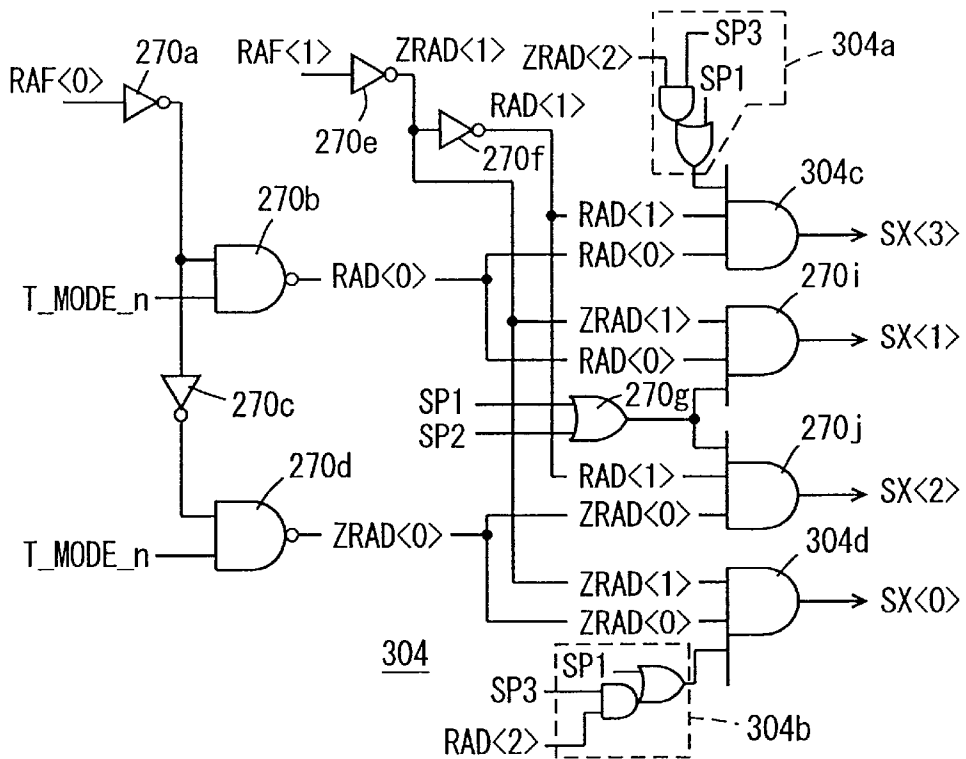 270a
RAF<0>
RAF<1>
ZRAD<1>
270e
RAD<1>
270f
ZRAD<2>
SP3
SP1
304a
304c
RAD<1>
RAD<0>
SX<3>
270b
T_MODE_n
RAD<0>
270i
ZRAD<1>
RAD<0>
SX<1>
270c
SP1
SP2
270g
270j
RAD<1>
ZRAD<0>
SX<2>
270d
T_MODE_n
ZRAD<0>
304d
ZRAD<1>
ZRAD<0>
SX<0>
304
SP1
SP3
RAD<2>
304b